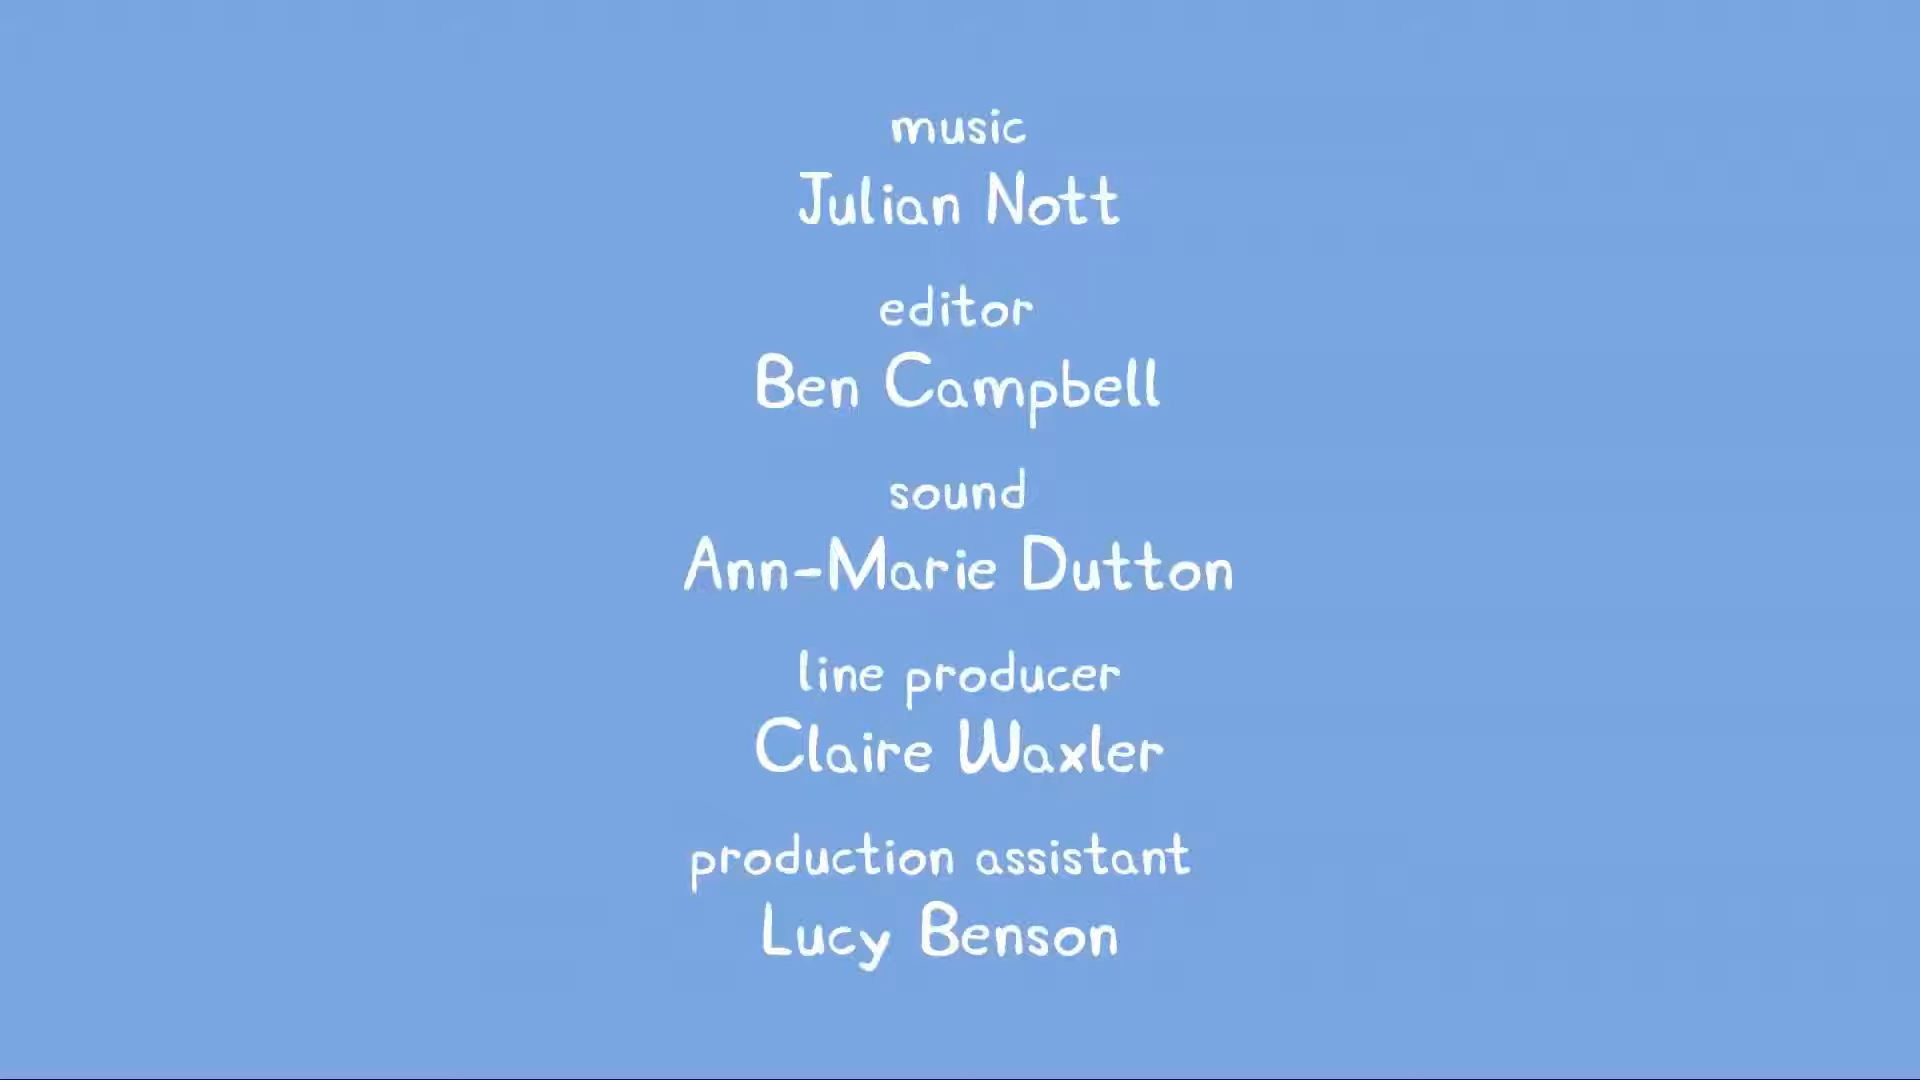 music
Julian Nott
editor
Ben Campbell
sound
Ann-Marie Dutton
line producer
Claire Waxler
production assistant
Lucy Benson